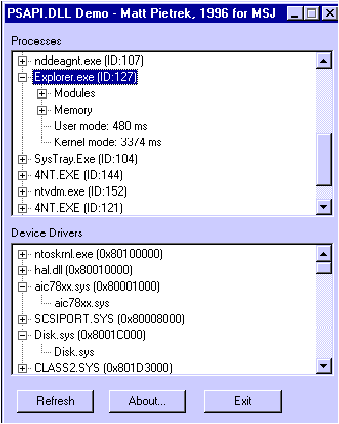 PSAPI.DLL Demo - Matt Pietrek, 1996 for MSJ
Processes
nddeagnt.exe (ID:107)
Explorer.exe (ID:127)
Modules
Memory
User mode: 480 ms
Kernel mode: 3374 ms
SysTray.Exe (ID:104)
4NT.EXE (ID:144)
ntvdm.exe (ID:152)
4NT.EXE (ID:121)
Device Drivers
ntoskrnl.exe (0x80100000)
hal.dll (0x80010000)
aic78xx.sys (0x80001000)
aic78xx.sys
SCSIPORT.SYS (0x80008000)
Disk.sys (0x8001C000)
Disk.sys
CLASS2.SYS (0x801D3000)
Refresh About... Exit